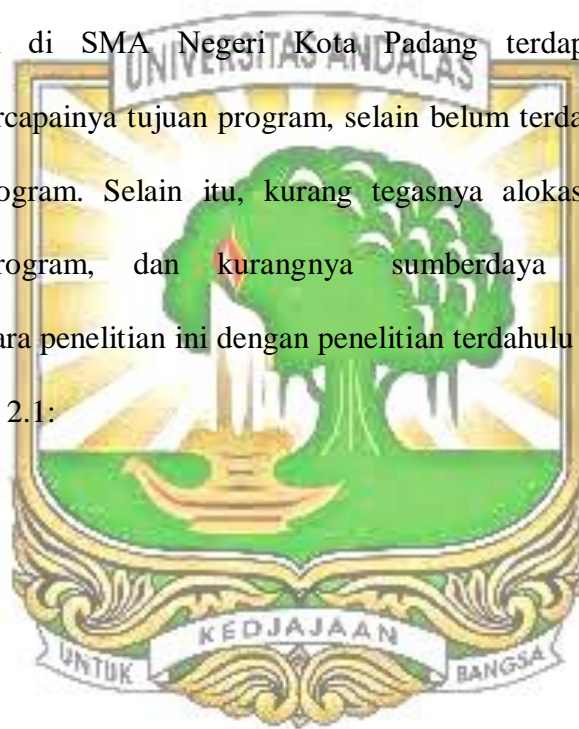 di SMA Negeri Kota Padang terdap
UNIVERSITAS ANDALAS
rcapainya tujuan program, selain belum terda
rogram. Selain itu, kurang tegasnya alokas
rogram, dan kurangnya sumberdaya
ara penelitian ini dengan penelitian terdahulu
2.1:
KEDJAJAAN
UNTUK BANGSA